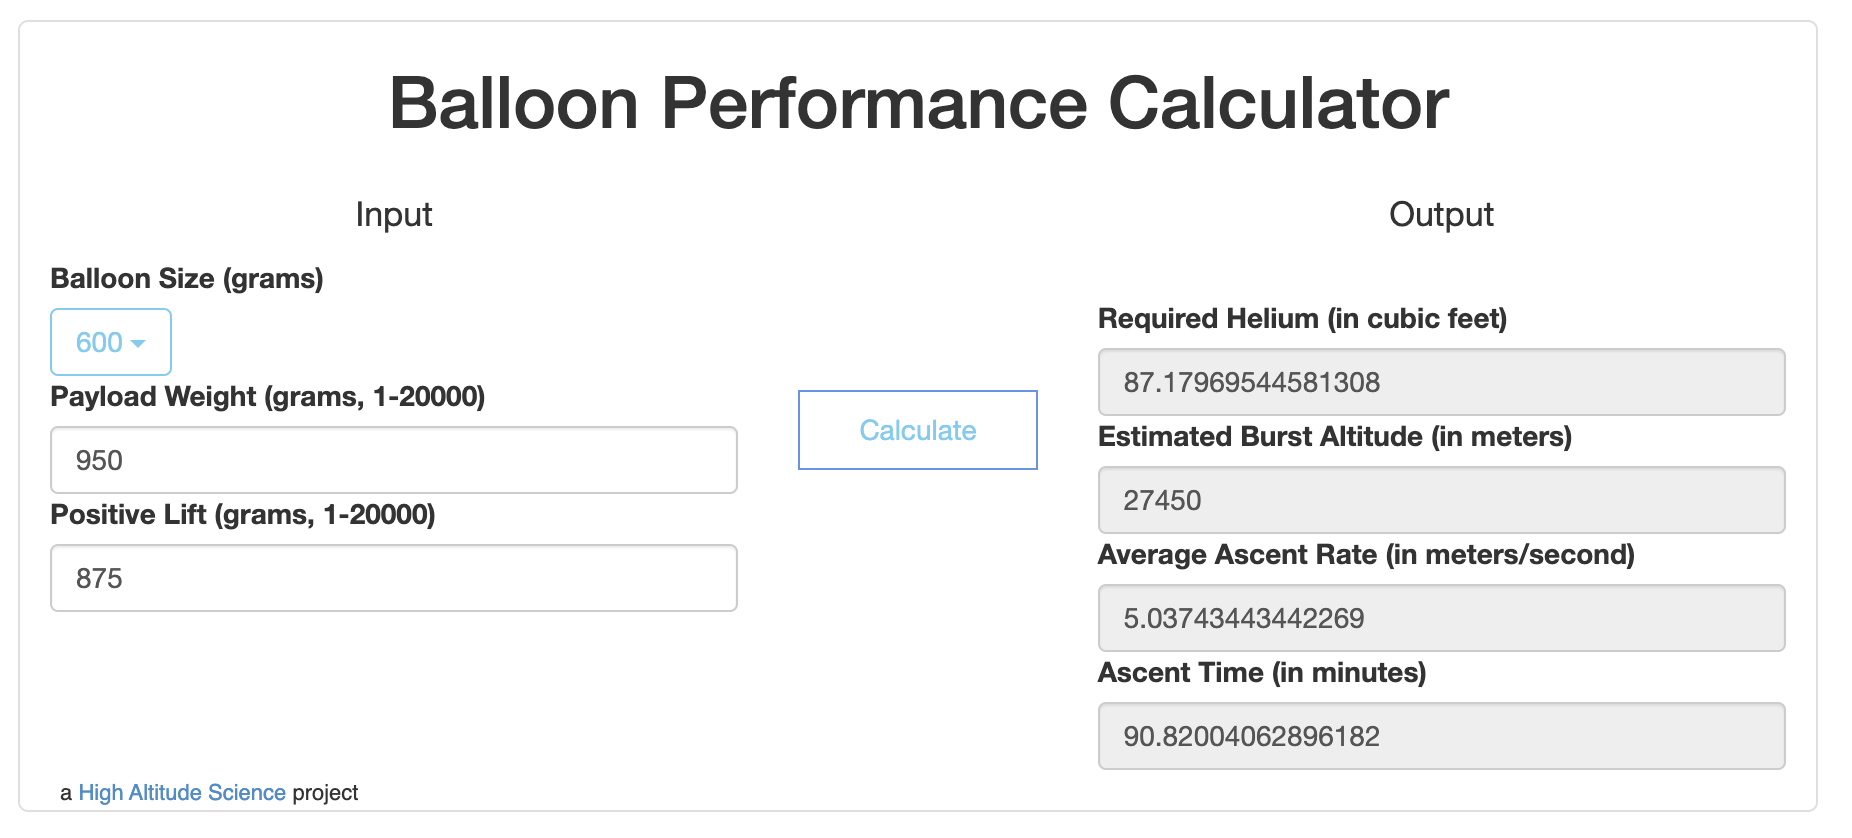 Balloon Performance Calculator
Input
Balloon Size (grams)
600
Payload Weight (grams, 1-20000)
950
Positive Lift (grams, 1-20000)
875
Calculate
Output
Required Helium (in cubic feet)
87.17969544581308
Estimated Burst Altitude (in meters)
27450
Average Ascent Rate (in meters/second)
5.03743443442269
Ascent Time (in minutes)
90.82004062896182
a High Altitude Science project